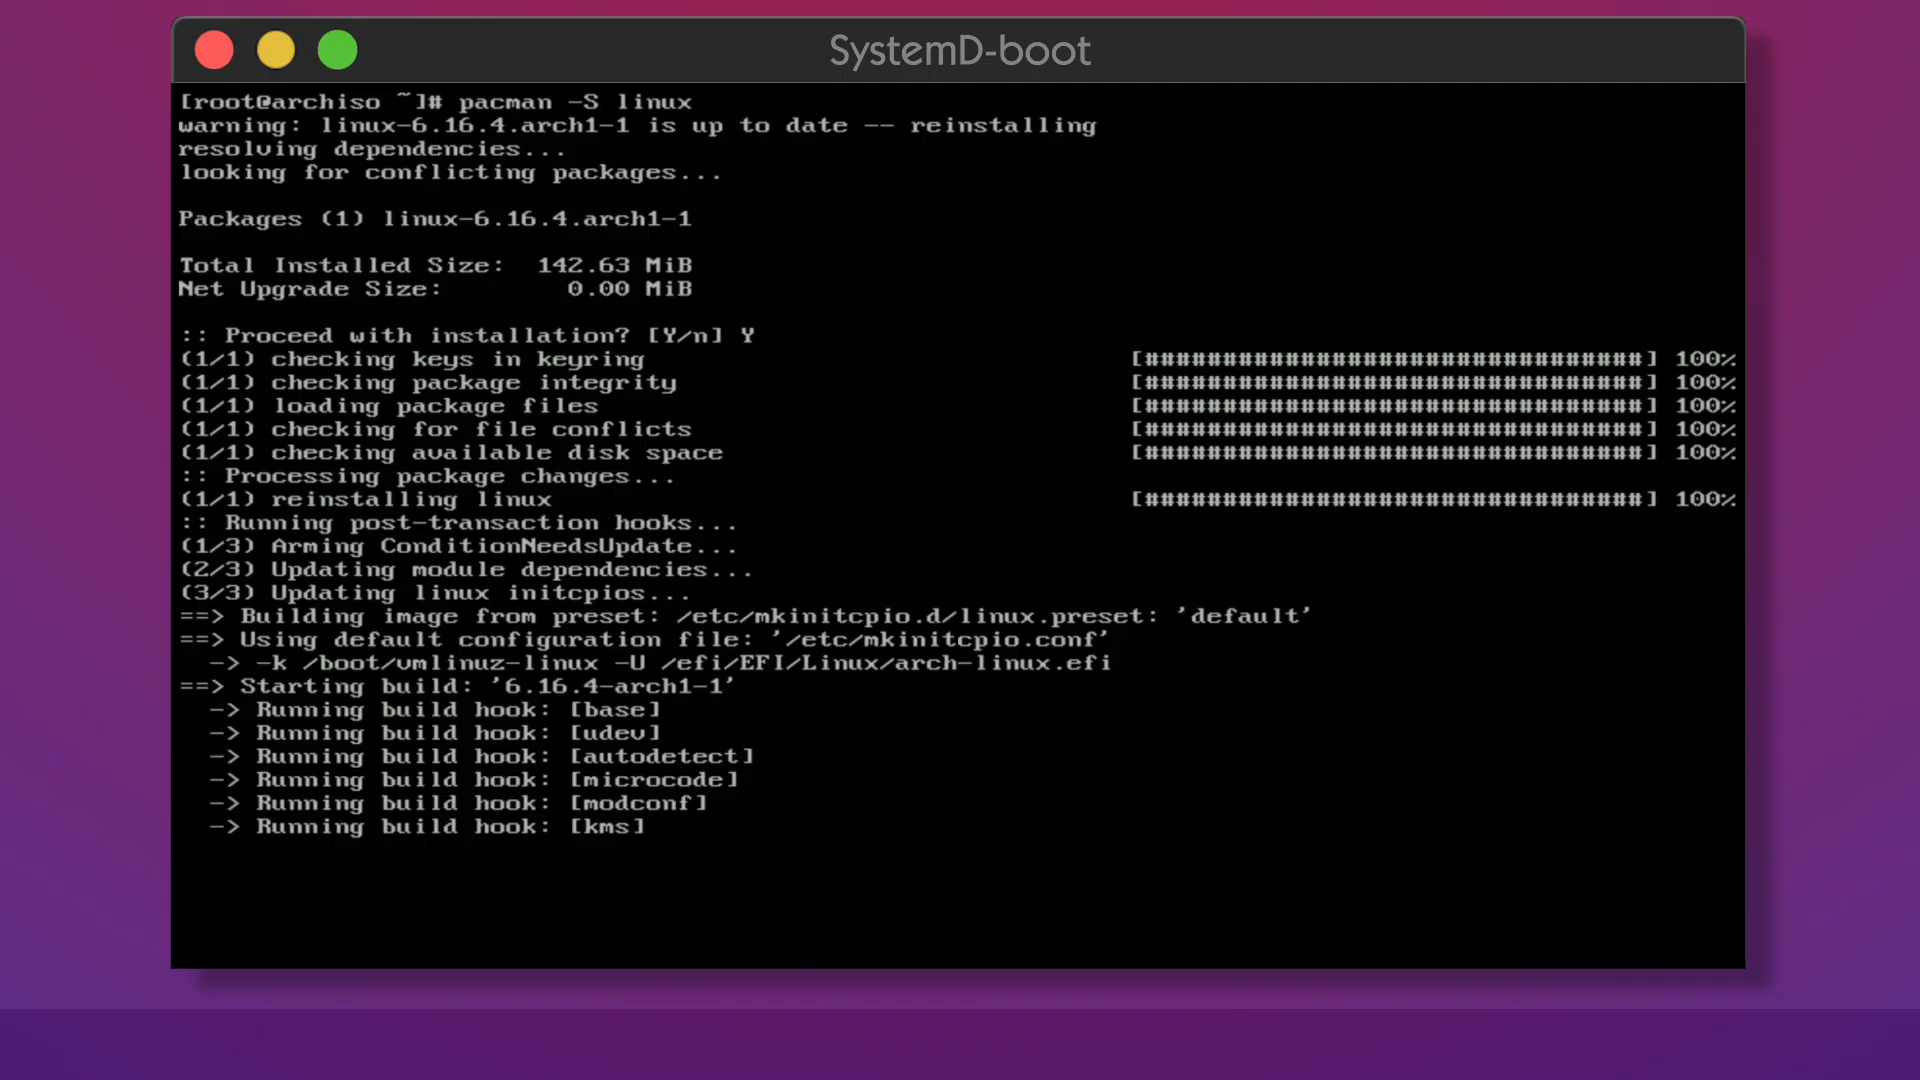 SystemD-boot
[root@archiso ~]# pacman -S linux
warning: linux-6.16.4.arch1-1 is up to date -- reinstalling
resolving dependencies...
looking for conflicting packages...
Packages (1) linux-6.16.4.arch1-1
Total Installed Size:  142.63 MiB
Net Upgrade Size:        0.00 MiB
:: Proceed with installation? [Y/n] Y
(1/1) checking keys in keyring [################################] 100%
(1/1) checking package integrity [################################] 100%
(1/1) loading package files [################################] 100%
(1/1) checking for file conflicts [################################] 100%
(1/1) checking available disk space [################################] 100%
:: Processing package changes...
(1/1) reinstalling linux [################################] 100%
:: Running post-transaction hooks...
(1/3) Arming ConditionNeedsUpdate...
(2/3) Updating module dependencies...
(3/3) Updating linux initcpios...
==> Building image from preset: /etc/mkinitcpio.d/linux.preset: 'default'
==> Using default configuration file: '/etc/mkinitcpio.conf'
  -> -k /boot/vmlinuz-linux -U /efi/EFI/Linux/arch-linux.efi
==> Starting build: '6.16.4-arch1-1'
  -> Running build hook: [base]
  -> Running build hook: [udev]
  -> Running build hook: [autodetect]
  -> Running build hook: [microcode]
  -> Running build hook: [modconf]
  -> Running build hook: [kms]